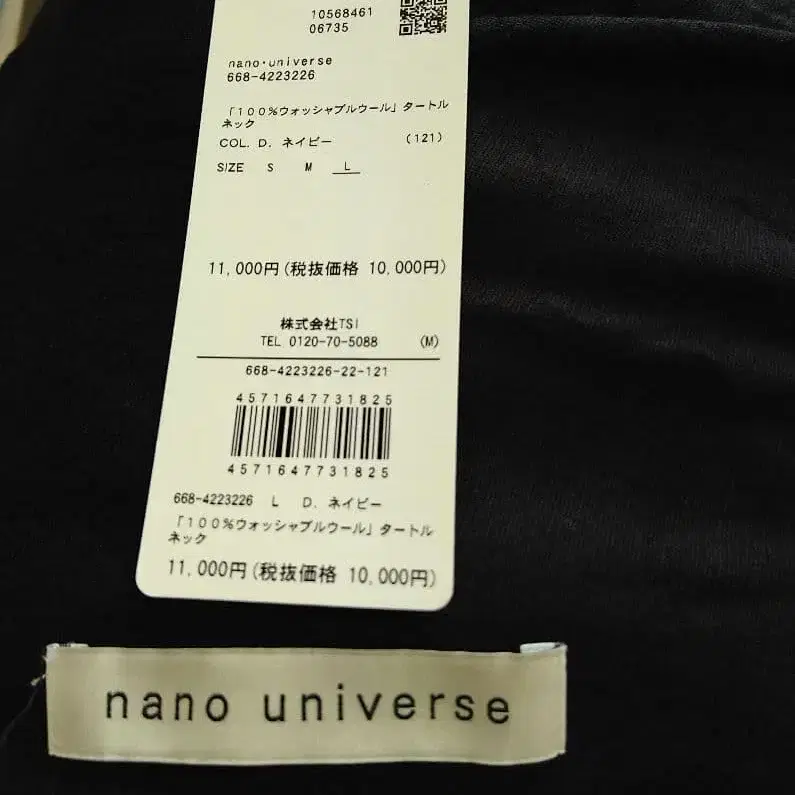 10568461
06735
nano・universe
668-4223226
「100%ウォッシャブルウール」タートル
ネック
COL. D. ネイビー (121)
SIZE S M L
11,000円(税抜価格 10,000円)
株式会社TSI
TEL 0120-70-5088 (M)
668-4223226-22-121
4571647731825
4571647731825
668-4223226 L D. ネイビー
「100%ウォッシャブルウール」タートル
ネック
11,000円(税抜価格 10,000円)
nano universe